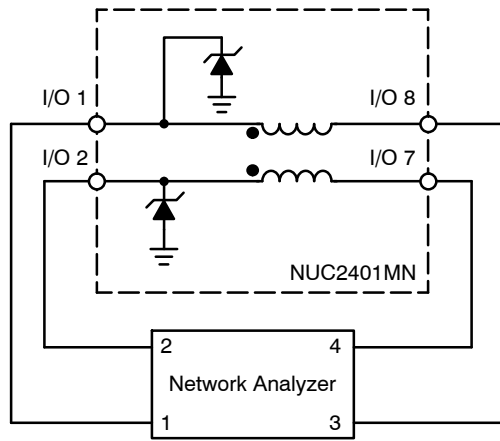 I/O 1
I/O 8
I/O 2
I/O 7
NUC2401MN
2
4
Network Analyzer
1
3